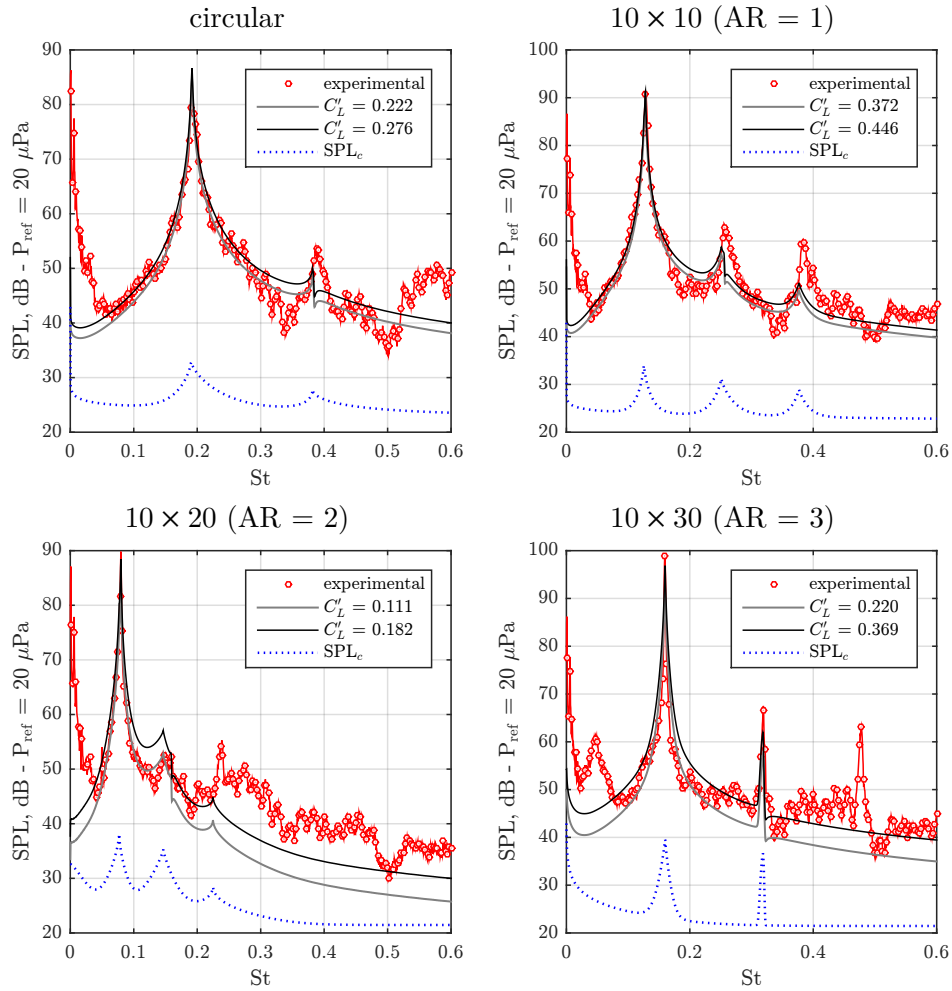 circular
SPL, dB - P_ref = 20 μPa
90
80
70
60
50
40
30
20
experimental
C′_L = 0.222
C′_L = 0.276
SPL_c
0
0.1
0.2
0.3
0.4
0.5
0.6
St
10 × 10 (AR = 1)
SPL, dB - P_ref = 20 μPa
100
90
80
70
60
50
40
30
20
experimental
C′_L = 0.372
C′_L = 0.446
SPL_c
0
0.2
0.4
0.6
St
10 × 20 (AR = 2)
SPL, dB - P_ref = 20 μPa
90
80
70
60
50
40
30
20
experimental
C′_L = 0.111
C′_L = 0.182
SPL_c
0
0.1
0.2
0.3
0.4
0.5
0.6
St
10 × 30 (AR = 3)
SPL, dB - P_ref = 20 μPa
100
90
80
70
60
50
40
30
20
experimental
C′_L = 0.220
C′_L = 0.369
SPL_c
0
0.2
0.4
0.6
St